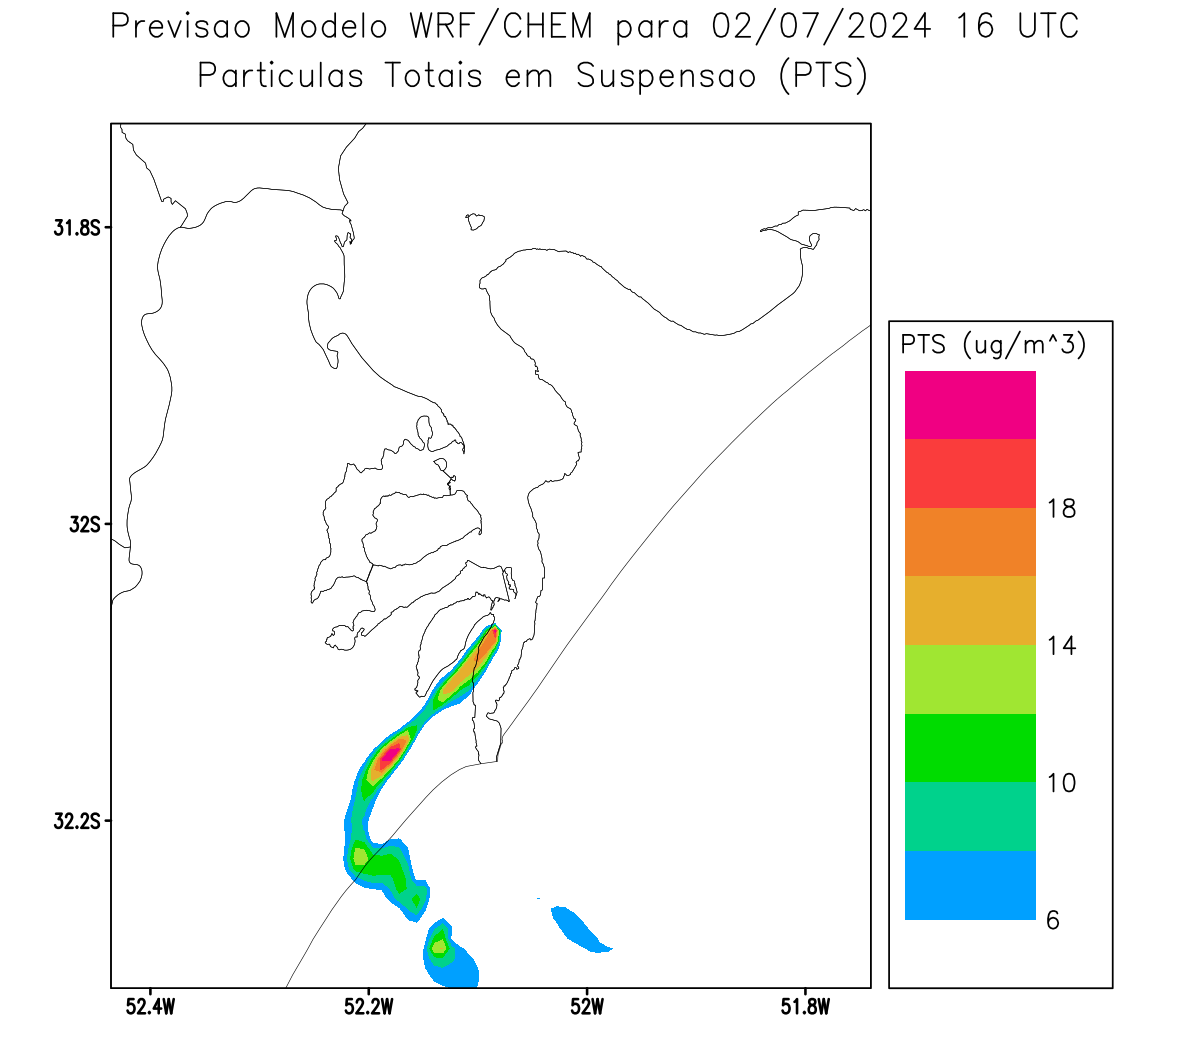 Previsao Modelo WRF/CHEM para 02/07/2024 16 UTC
Particulas Totais em Suspensao (PTS)
31.8S
32S
32.2S
52.4W
52.2W
52W
51.8W
PTS (ug/m^3)
18
14
10
6